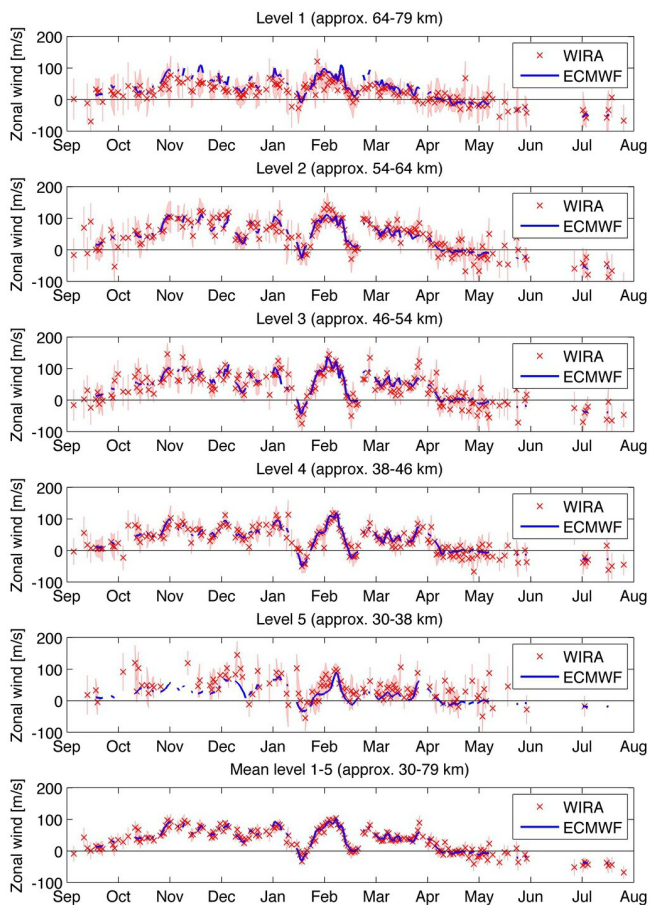 Level 1 (approx. 64-79 km)
Zonal wind [m/s]
200
100
0
-100
WIRA
ECMWF
Sep Oct Nov Dec Jan Feb Mar Apr May Jun Jul Aug
Level 2 (approx. 54-64 km)
Zonal wind [m/s]
200
100
0
-100
WIRA
ECMWF
Sep Oct Nov Dec Jan Feb Mar Apr May Jun Jul Aug
Level 3 (approx. 46-54 km)
Zonal wind [m/s]
200
100
0
-100
WIRA
ECMWF
Sep Oct Nov Dec Jan Feb Mar Apr May Jun Jul Aug
Level 4 (approx. 38-46 km)
Zonal wind [m/s]
200
100
0
-100
WIRA
ECMWF
Sep Oct Nov Dec Jan Feb Mar Apr May Jun Jul Aug
Level 5 (approx. 30-38 km)
Zonal wind [m/s]
200
100
0
-100
WIRA
ECMWF
Sep Oct Nov Dec Jan Feb Mar Apr May Jun Jul Aug
Mean level 1-5 (approx. 30-79 km)
Zonal wind [m/s]
200
100
0
-100
WIRA
ECMWF
Sep Oct Nov Dec Jan Feb Mar Apr May Jun Jul Aug